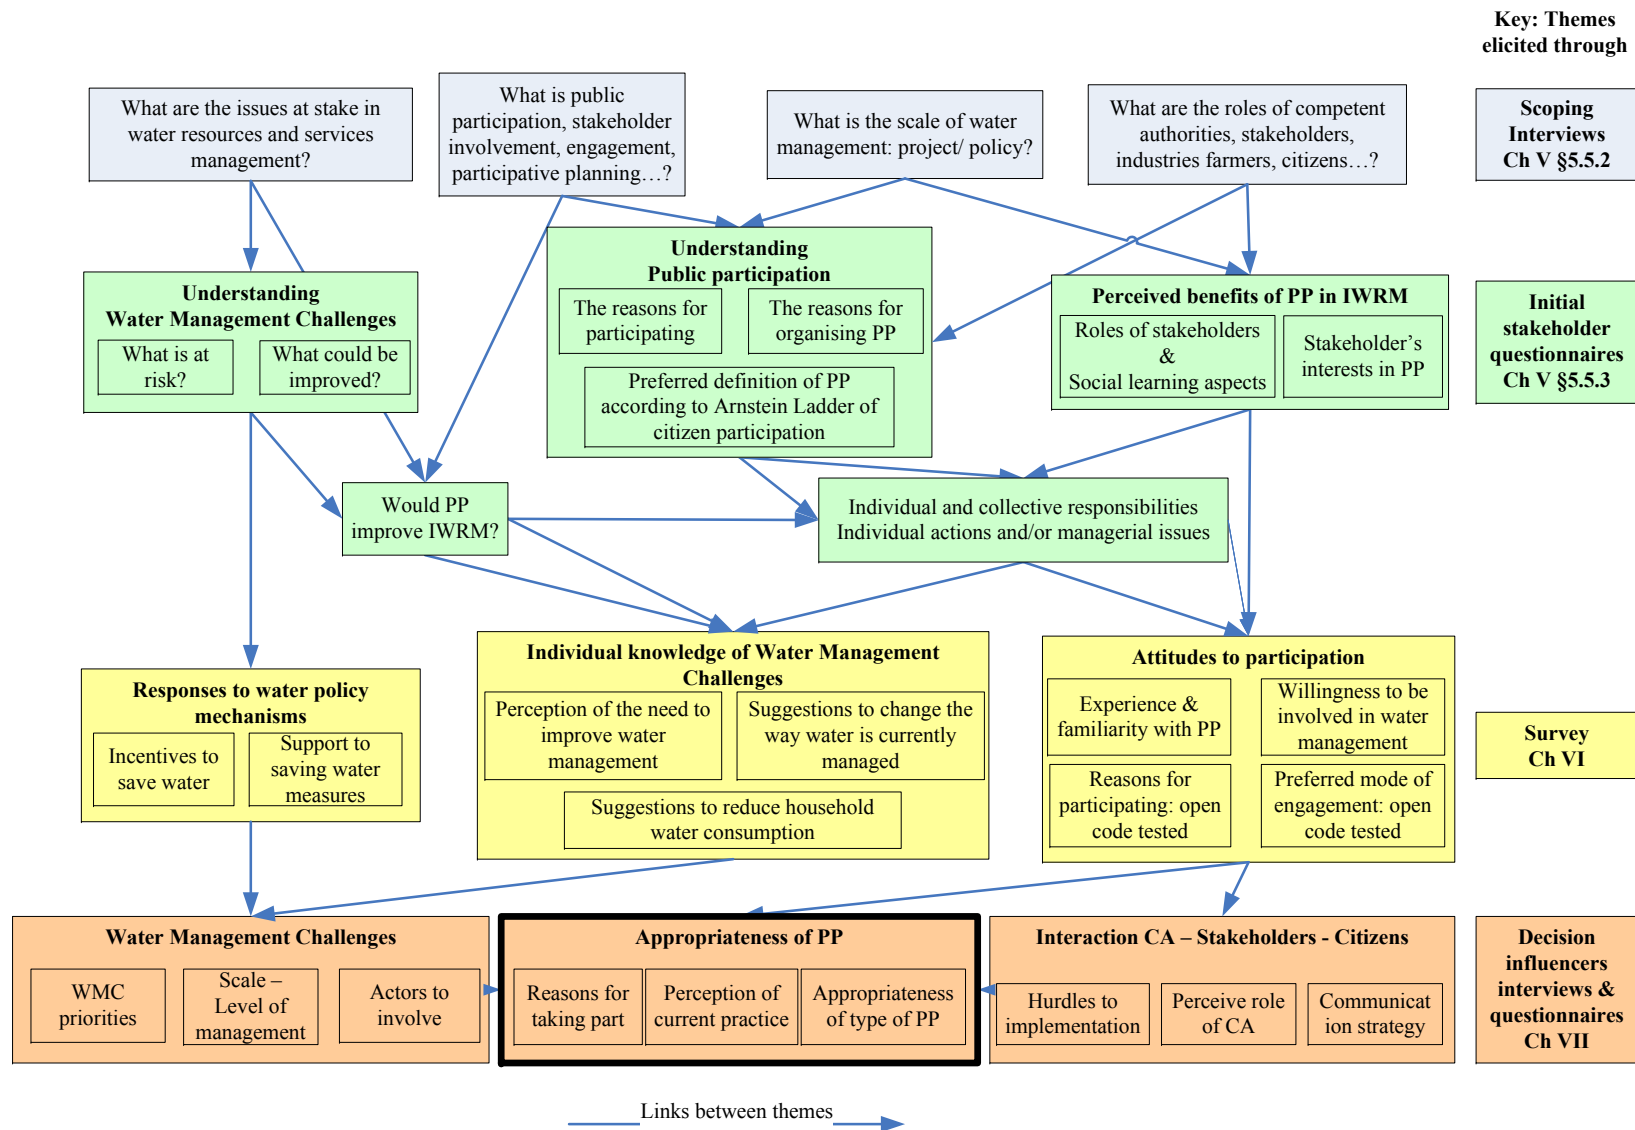 Key: Themes
elicited through
What are the issues at stake in
water resources and services
management?
What is public
participation, stakeholder
involvement, engagement,
participative planning…?
What is the scale of water
management: project/ policy?
What are the roles of competent
authorities, stakeholders,
industries farmers, citizens…?
Scoping
Interviews
Ch V §5.5.2
Understanding
Water Management Challenges
What is at
risk?
What could be
improved?
Understanding
Public participation
The reasons for
participating
The reasons for
organising PP
Preferred definition of PP
according to Arnstein Ladder of
citizen participation
Perceived benefits of PP in IWRM
Roles of stakeholders
&
Social learning aspects
Stakeholder’s
interests in PP
Initial
stakeholder
questionnaires
Ch V §5.5.3
Would PP
improve IWRM?
Individual and collective responsibilities
Individual actions and/or managerial issues
Responses to water policy
mechanisms
Incentives to
save water
Support to
saving water
measures
Individual knowledge of Water Management
Challenges
Perception of the need to
improve water
management
Suggestions to change the
way water is currently
managed
Suggestions to reduce household
water consumption
Attitudes to participation
Experience &
familiarity with PP
Willingness to be
involved in water
management
Reasons for
participating: open
code tested
Preferred mode of
engagement: open
code tested
Survey
Ch VI
Water Management Challenges
WMC
priorities
Scale –
Level of
management
Actors to
involve
Appropriateness of PP
Reasons for
taking part
Perception of
current practice
Appropriateness
of type of PP
Interaction CA – Stakeholders - Citizens
Hurdles to
implementation
Perceive role
of CA
Communicat
ion strategy
Decision
influencers
interviews &
questionnaires
Ch VII
Links between themes